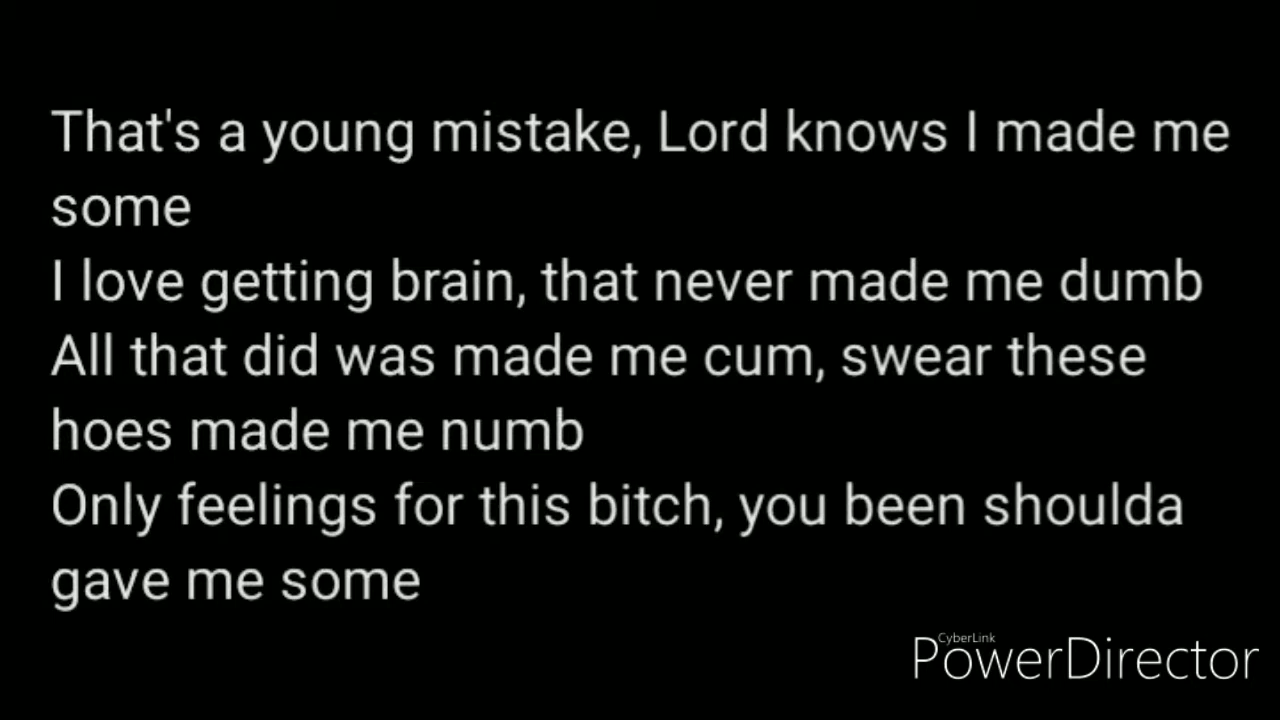 That's a young mistake, Lord knows I made me
some
I love getting brain, that never made me dumb
All that did was made me cum, swear these
hoes made me numb
Only feelings for this bitch, you been shoulda
gave me some
CyberLink
PowerDirector